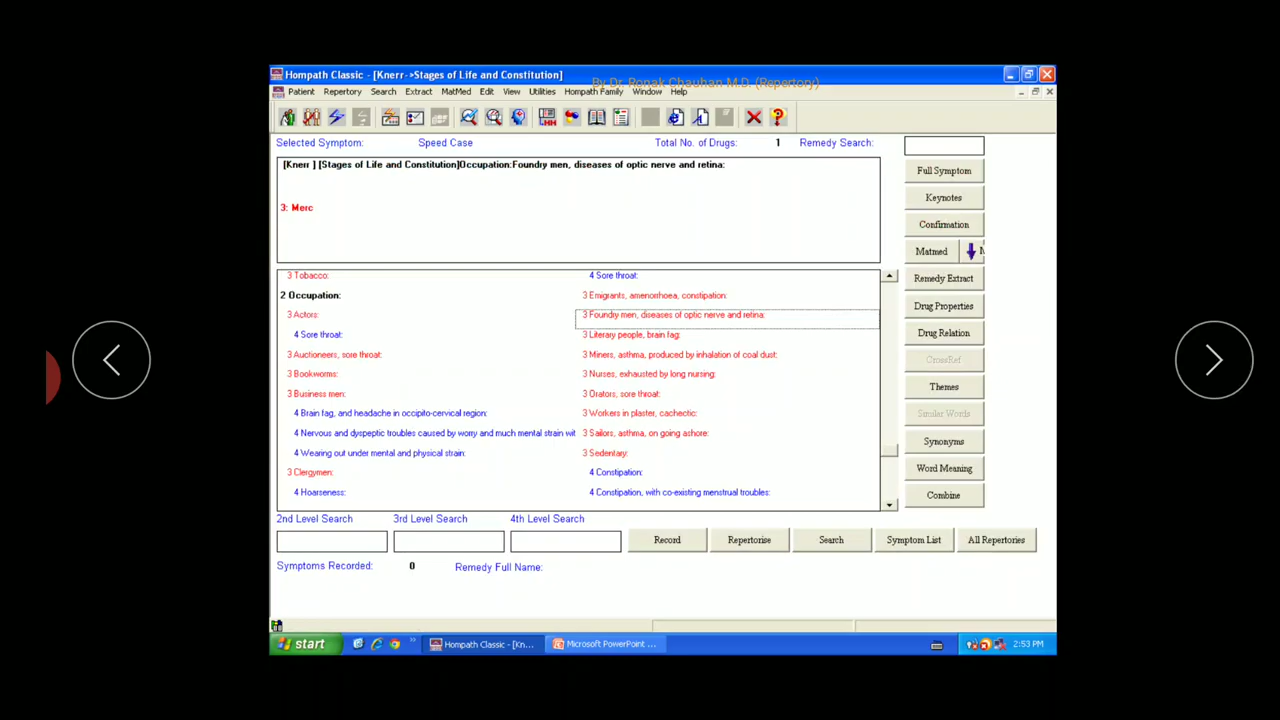 Hompath Classic - [Knerr->Stages of Life and Constitution]
By Dr. Ronak Chauhan M.D. (Repertory)
Patient Repertory Search Extract MatMed Edit View Utilities Hompath Family Window Help
Selected Symptom: Speed Case Total No. of Drugs: 1 Remedy Search:
[Knerr ] [Stages of Life and Constitution]Occupation:Foundry men, diseases of optic nerve and retina:
3: Merc
Full Symptom
Keynotes
Confirmation
Matmed
Remedy Extract
Drug Properties
Drug Relation
CrossRef
Themes
Similar Words
Synonyms
Word Meaning
Combine
3 Tobacco:
2 Occupation:
3 Actors:
4 Sore throat:
3 Auctioneers, sore throat:
3 Bookworms:
3 Business men:
4 Brain fag, and headache in occipito-cervical region:
4 Nervous and dyspeptic troubles caused by worry and much mental strain wit
4 Wearing out under mental and physical strain:
3 Clergymen:
4 Hoarseness:
4 Sore throat:
3 Emigrants, amenorrhoea, constipation:
3 Foundry men, diseases of optic nerve and retina:
3 Literary people, brain fag:
3 Miners, asthma, produced by inhalation of coal dust:
3 Nurses, exhausted by long nursing:
3 Orators, sore throat:
3 Workers in plaster, cachectic:
3 Sailors, asthma, on going ashore:
3 Sedentary:
4 Constipation:
4 Constipation, with co-existing menstrual troubles:
2nd Level Search 3rd Level Search 4th Level Search
Record Repertorise Search Symptom List All Repertories
Symptoms Recorded: 0 Remedy Full Name:
start Hompath Classic - [Kn... Microsoft PowerPoint ... 2:53 PM